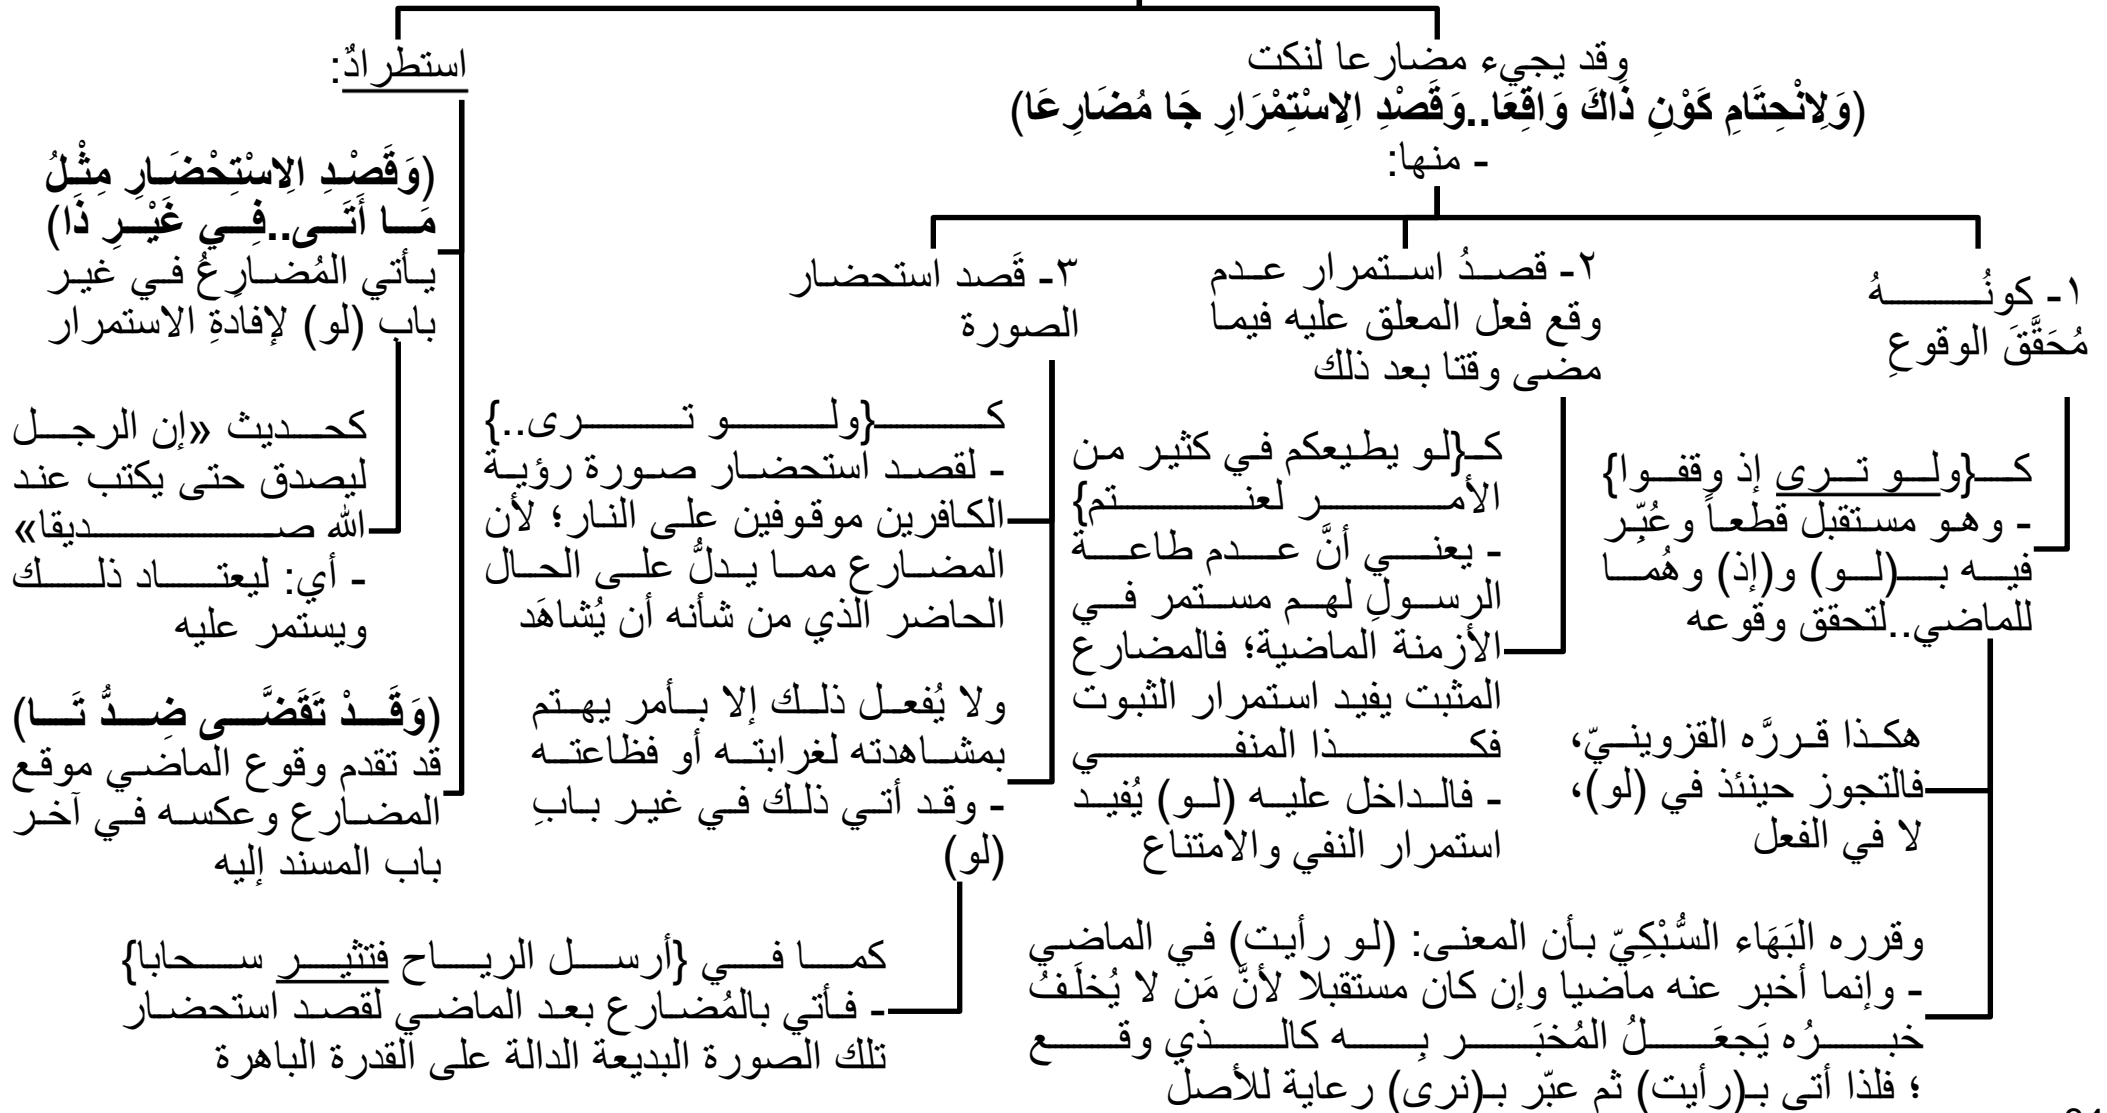 وقد يجيء مضارعا لنكت
(وَلِانْحِتَامِ كَوْنِ ذَاكَ وَاقِعَا..وَقَصْدِ الِاسْتِمْرَارِ جَا مُضَارِعَا)
- منها:
١- كونُهُ
مُحَقَّقَ الوقوعِ
كـ{ولو ترى إذ وقفوا}
- وهو مستقبل قطعاً وعُبِّر
فيه بـ(لو) و(إذ) وهُمَا
للماضي..لتحقق وقوعه
هكذا قررَّه القزوينيّ،
فالتجوز حينئذ في (لو)،
لا في الفعل
وقرره البَهَاء السُّبْكِيّ بأن المعنى: (لو رأيت) في الماضي
- وإنما أخبر عنه ماضيا وإن كان مستقبلا لأنَّ مَن لا يُخلَفُ
خبرُه يَجعَلُ المُخبَر بِه كالذي وقع
؛ فلذا أتى بـ(رأيت) ثم عبّر بـ(نرى) رعاية للأصل
٢- قصدُ استمرار عدم
وقع فعل المعلق عليه فيما
مضى وقتا بعد ذلك
كـ{لو يطيعكم في كثير من
الأمر لعنتم}
- يعني أنَّ عدم طاعة
الرسولِ لهم مستمر في
الأزمنة الماضية؛ فالمضارع
المثبت يفيد استمرار الثبوت
فكذا المنفي
- فالداخل عليه (لو) يُفيد
استمرار النفي والامتناع
٣- قَصد استحضار
الصورة
كـ{ولو ترى..}
- لقصد استحضار صورة رؤية
الكافرين موقوفين على النار؛ لأن
المضارع مما يدلُّ على الحال
الحاضر الذي من شأنه أن يُشاهَد
ولا يُفعل ذلك إلا بأمر يهتم
بمشاهدته لغرابته أو فظاعته
- وقد أتي ذلك في غير بابِ
(لو)
كما في {أرسل الرياح فتثير سحابا}
- فأتي بالمُضارع بعد الماضي لقصد استحضار
تلك الصورة البديعة الدالة على القدرة الباهرة
استطرادٌ:
(وَقَصْدِ الِاسْتِحْضَارِ مِثْلُ
مَا أَتَى..فِي غَيْرِ ذَا)
يأتي المُضارِعُ في غير
باب (لو) لإفادةِ الاستمرار
كحديث «إن الرجل
ليصدق حتى يكتب عند
الله صديقا»
- أي: ليعتاد ذلك
ويستمر عليه
(وَقَدْ تَقَضَّى ضِدُّ تَا)
قد تقدم وقوع الماضي موقع
المضارع وعكسه في آخر
باب المسند إليه